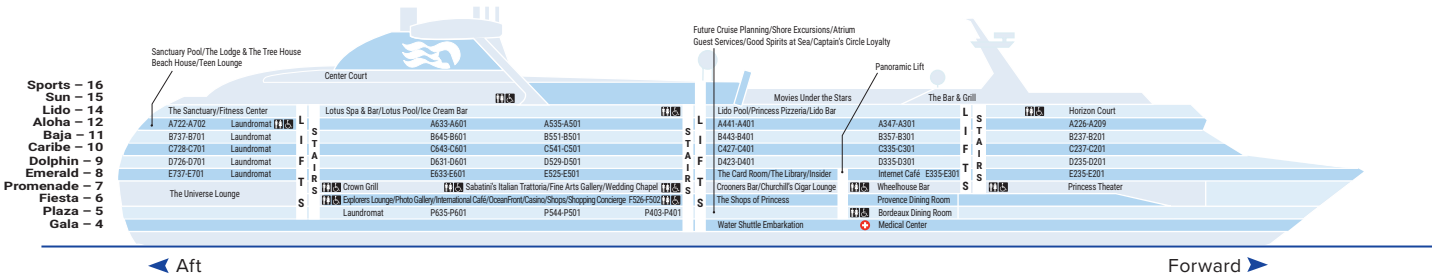 Future Cruise Planning/Shore Excursions/Atrium
Guest Services/Good Spirits at Sea/Captain's Circle Loyalty
Sanctuary Pool/The Lodge & The Tree House
Beach House/Teen Lounge
Panoramic Lift
Center Court
Sports – 16
Sun – 15
Movies Under the Stars
The Bar & Grill
Lido – 14
The Sanctuary/Fitness Center
Lotus Spa & Bar/Lotus Pool/Ice Cream Bar
Lido Pool/Princess Pizzeria/Lido Bar
Horizon Court
Aloha – 12
A722-A702 Laundromat
A633-A601
A535-A501
A441-A401
A347-A301
A226-A209
Baja – 11
B737-B701 Laundromat
B645-B601
B551-B501
B443-B401
B357-B301
B237-B201
Caribe – 10
C728-C701 Laundromat
C643-C601
C541-C501
C427-C401
C335-C301
C237-C201
Dolphin – 9
D726-D701 Laundromat
D631-D601
D529-D501
D423-D401
D335-D301
D235-D201
Emerald – 8
E737-E701 Laundromat
E633-E601
E525-E501
The Card Room/The Library/Insider
Internet Café E335-E301
E235-E201
Promenade – 7
The Universe Lounge
Crown Grill
Sabatini's Italian Trattoria/Fine Arts Gallery/Wedding Chapel
Crooners Bar/Churchill's Cigar Lounge
Wheelhouse Bar
Princess Theater
Fiesta – 6
Explorers Lounge/Photo Gallery/International Café/OceanFront/Casino/Shops/Shopping Concierge F526-F502
The Shops of Princess
Provence Dining Room
Plaza – 5
Laundromat
P635-P601
P544-P501
P403-P401
Bordeaux Dining Room
Gala – 4
Water Shuttle Embarkation
Medical Center
LIFTS
STAIRS
STAIRS
LIFTS
LIFTS
STAIRS
Aft
Forward